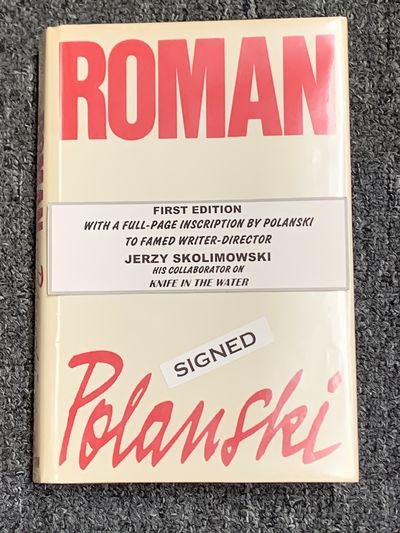 ROMAN
FIRST EDITION
WITH A FULL-PAGE INSCRIPTION BY POLANSKI
TO FAMED WRITER-DIRECTOR
JERZY SKOLIMOWSKI
HIS COLLABORATOR ON
KNIFE IN THE WATER
SIGNED
Polanski